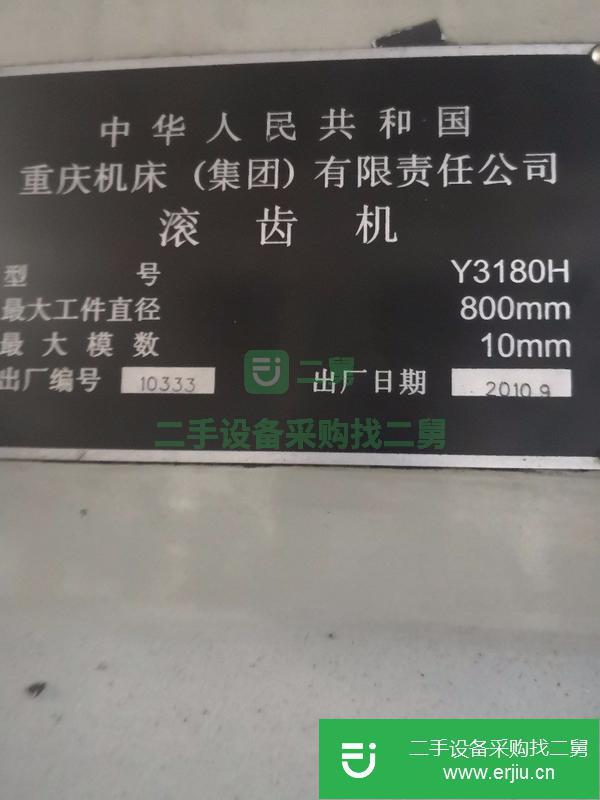 中华人民共和国
重庆机床(集团)有限责任公司
滚齿机
型号 Y3180H
最大工件直径 800mm
最大模数 10mm
出厂编号 10333 出厂日期 2010.9
二舅
二手设备采购找二舅
二手设备采购找二舅
www.erjiu.cn